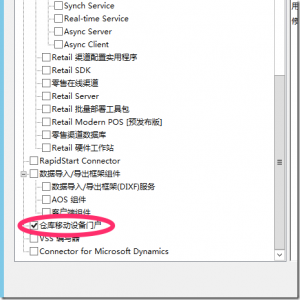 Synch Service
Real-time Service
Async Server
Async Client
Retail 渠道配置实用程序
Retail SDK
零售在线渠道
Retail Server
Retail 批量部署工具包
Retail Modern POS [预发布版]
零售渠道数据库
Retail 硬件工作站
RapidStart Connector
数据导入/导出框架组件
数据导入/导出框架(DIXF)服务
AOS 组件
客户端组件
仓库移动设备门户
VSS 编写器
Connector for Microsoft Dynamics
用